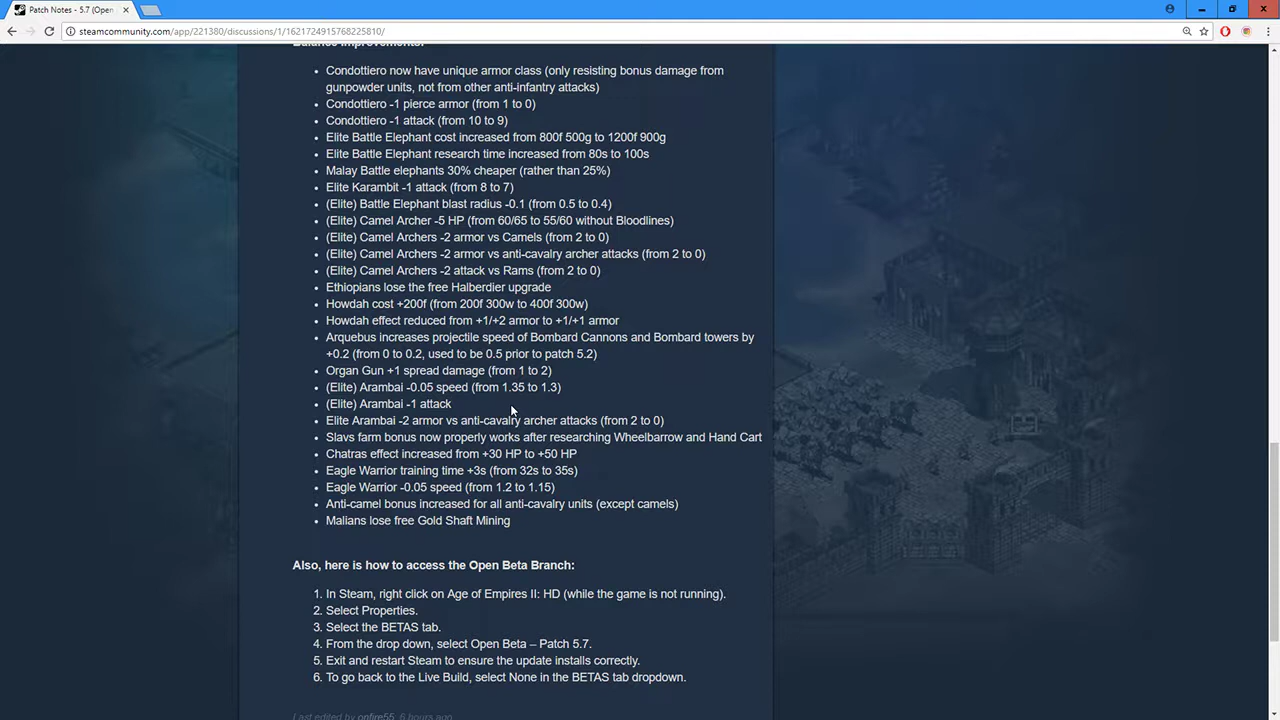 Patch Notes - 5.7 (Open
steamcommunity.com/app/221380/discussions/1/1621724915768225810/
Balance Improvements:
Condottiero now have unique armor class (only resisting bonus damage from
gunpowder units, not from other anti-infantry attacks)
Condottiero -1 pierce armor (from 1 to 0)
Condottiero -1 attack (from 10 to 9)
Elite Battle Elephant cost increased from 800f 500g to 1200f 900g
Elite Battle Elephant research time increased from 80s to 100s
Malay Battle elephants 30% cheaper (rather than 25%)
Elite Karambit -1 attack (from 8 to 7)
(Elite) Battle Elephant blast radius -0.1 (from 0.5 to 0.4)
(Elite) Camel Archer -5 HP (from 60/65 to 55/60 without Bloodlines)
(Elite) Camel Archers -2 armor vs Camels (from 2 to 0)
(Elite) Camel Archers -2 armor vs anti-cavalry archer attacks (from 2 to 0)
(Elite) Camel Archers -2 attack vs Rams (from 2 to 0)
Ethiopians lose the free Halberdier upgrade
Howdah cost +200f (from 200f 300w to 400f 300w)
Howdah effect reduced from +1/+2 armor to +1/+1 armor
Arquebus increases projectile speed of Bombard Cannons and Bombard towers by
+0.2 (from 0 to 0.2, used to be 0.5 prior to patch 5.2)
Organ Gun +1 spread damage (from 1 to 2)
(Elite) Arambai -0.05 speed (from 1.35 to 1.3)
(Elite) Arambai -1 attack
Elite Arambai -2 armor vs anti-cavalry archer attacks (from 2 to 0)
Slavs farm bonus now properly works after researching Wheelbarrow and Hand Cart
Chatras effect increased from +30 HP to +50 HP
Eagle Warrior training time +3s (from 32s to 35s)
Eagle Warrior -0.05 speed (from 1.2 to 1.15)
Anti-camel bonus increased for all anti-cavalry units (except camels)
Malians lose free Gold Shaft Mining
Also, here is how to access the Open Beta Branch:
1. In Steam, right click on Age of Empires II: HD (while the game is not running).
2. Select Properties.
3. Select the BETAS tab.
4. From the drop down, select Open Beta – Patch 5.7.
5. Exit and restart Steam to ensure the update installs correctly.
6. To go back to the Live Build, select None in the BETAS tab dropdown.
Last edited by onfire55, 6 hours ago